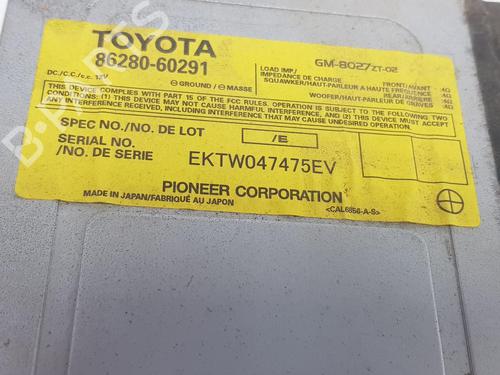 TOYOTA
86280-60291
GM-8027ZT-02
DC./C.C./c.c. 12V
⊖ GROUND / ⊖ MASSE
LOAD IMP./
IMPEDANCE DE CHARGE
SQUAWKER/HAUT-PARLEUR A HAUTE FREQUENCE
WOOFER/HAUT-PARLEUR DE GRAVES
FRONT/AVANT :4Ω
REAR/ARRIERE :4Ω
THIS DEVICE COMPLIES WITH PART 15 OF THE FCC RULES. OPERATION IS SUBJECT TO THE FOLLOWING TWO
CONDITIONS: (1) THIS DEVICE MAY NOT CAUSE HARMFUL INTERFERENCE, AND (2) THIS DEVICE MUST ACCEPT
ANY INTERFERENCE RECEIVED, INCLUDING INTERFERENCE THAT MAY CAUSE UNDESIRED OPERATION.
SPEC NO./NO. DE LOT
/E
SERIAL NO.
/NO. DE SERIE
EKTW047475EV
PIONEER CORPORATION
MADE IN JAPAN/FABRIQUÉ AU JAPON
<CAL6856-A-S>